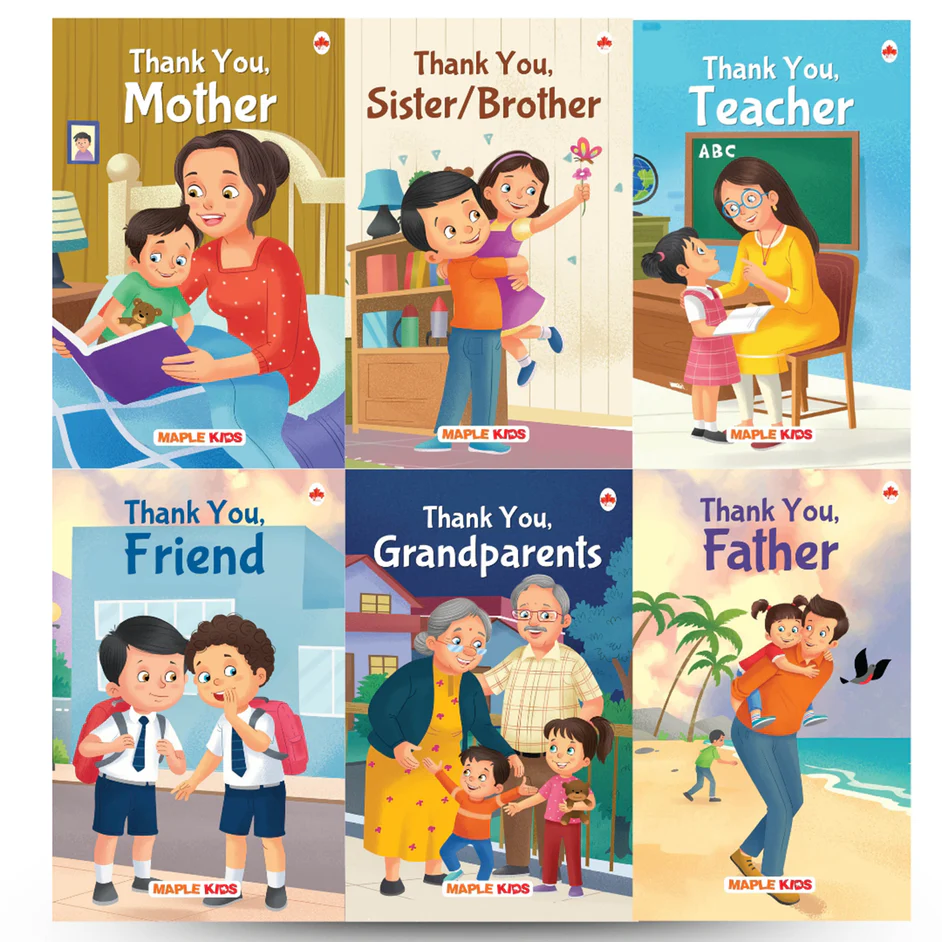 Thank You,
Mother
MAPLE KIDS
Thank You,
Sister/Brother
MAPLE KIDS
Thank You,
Teacher
A B C
MAPLE KIDS
Thank You,
Friend
MAPLE KIDS
Thank You,
Grandparents
MAPLE KIDS
Thank You,
Father
MAPLE KIDS